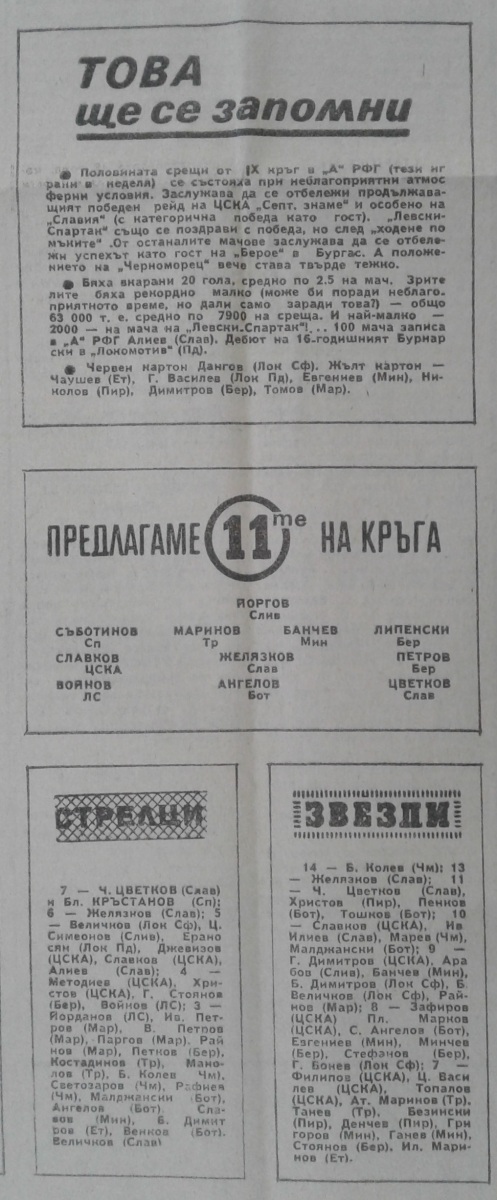 ТОВА
ще се запомни
● Половината срещи от IX кръг в „А“ РФГ (тези иг
рани в неделя) се състояха при неблагоприятни атмос
ферни условия. Заслужава да се отбележи продължава-
ващият победен рейд на ЦСКА „Септ. знаме“ и особено на
„Славия“ (с категорична победа като гост). „Левски-
Спартак“ също се поздрави с победа, но след „ходене по
мъките“ .От останалите мачове заслужава да се отбеле-
жи успехът като гост на „Берое“ в Бургас. А положе-
нието на „Черноморец“ вече става твърде тежко.
● Бяха вкарани 20 гола, средно по 2.5 на мач. Зрите
лите бяха рекордно малко (може би поради неблаго-
приятното време, но дали само заради това?) — общо
63 000 т. е. средно по 7900 на среща. И най-малко —
2000 — на мача на „Левски.Спартак“!... 100 мача записа
в „А“ РФГ Алиев (Слав). Дебют на 16-годишният Бурнар
ски в „Локомотив“ (Пд).
● Червен картон Дангов (Лок Сф). Жълт картон —
Чаушев (Ет), Г. Василев (Лок Пд), Евгениев (Мин), Ни-
колов (Пир), Димитров (Бер), Томов (Мар).
ПРЕДЛАГАМЕ 11те НА КРЪГА
ЙОРГОВ
Слив
СЪБОТИНОВ МАРИНОВ БАНЧЕВ ЛИПЕНСКИ
Сп Тр Мин Бер
СЛАВКОВ ЖЕЛЯЗКОВ ПЕТРОВ
ЦСКА Слав Бер
ВОЙНОВ АНГЕЛОВ ЦВЕТКОВ
ЛС Бот Слав
СТРЕЛЦИ
7 — Ч. ЦВЕТКОВ (Слав)
и Бл. КРЪСТАНОВ (Сп);
6 — Желязков (Слав); 5
— Величков (Лок Сф), Ц.
Симеонов (Слив), Ерано
сян (Лок Пд), Джевизов
(ЦСКА), Славков (ЦСКА),
Алиев (Слав); 4 —
Методиев (ЦСКА), Хри-
стов (ЦСКА), Г. Стоянов
(Бер), Войнов (ЛС); 3 —
Йорданов (ЛС), Ив. Пет-
ров (Мар), В. Петров
(Мар), Паргов (Мар). Рай
нов (Мар), Петков (Бер),
Костадинов (Тр), Мано-
лов (Тр), Б. Колев Чм),
Светозаров (Чм), Рафиев
(Чм), Малджански (Бот),
Ангелов (Бот) Сла-
вов (Мин), Б. Димит
ров (Ет), Венков (Бот).
Величков (Слав)
ЗВЕЗДИ
14 — Б. Колев (Чм); 13
— Желязков (Слав); 11
— Ч. Цветков (Слав),
Христов (Пир), Пенков
(Бот), Тошков (Бот); 10
— Славков (ЦСКА), Ив
Илиев (Слав), Марев (Чм),
Малджански (Бот); 9 —
Г. Димитров (ЦСКА), Ара
бов (Слив), Банчев (Мин),
Б. Димитров (Лок Сф), Б
Величков (Лок Сф), Рай-
нов (Мар); 8 — Зафиров
(ЦСКА) Пл. Марков
(ЦСКА), С. Ангелов (Бот),
Евгениев (Мин), Минчев
(Бер), Стефанов (Бер),
Г. Бонев (Лок Сф); 7 —
Филипов (ЦСКА), Ц. Васи
лев (ЦСКА), Топалов
(ЦСКА), Ат. Маринов (Тр),
Танев (Тр), Безински
(Пир), Денчев (Пир), Гри
горов (Мин), Ганев (Мин),
Стоянов (Бер), Ил. Мари-
нов (Ет).